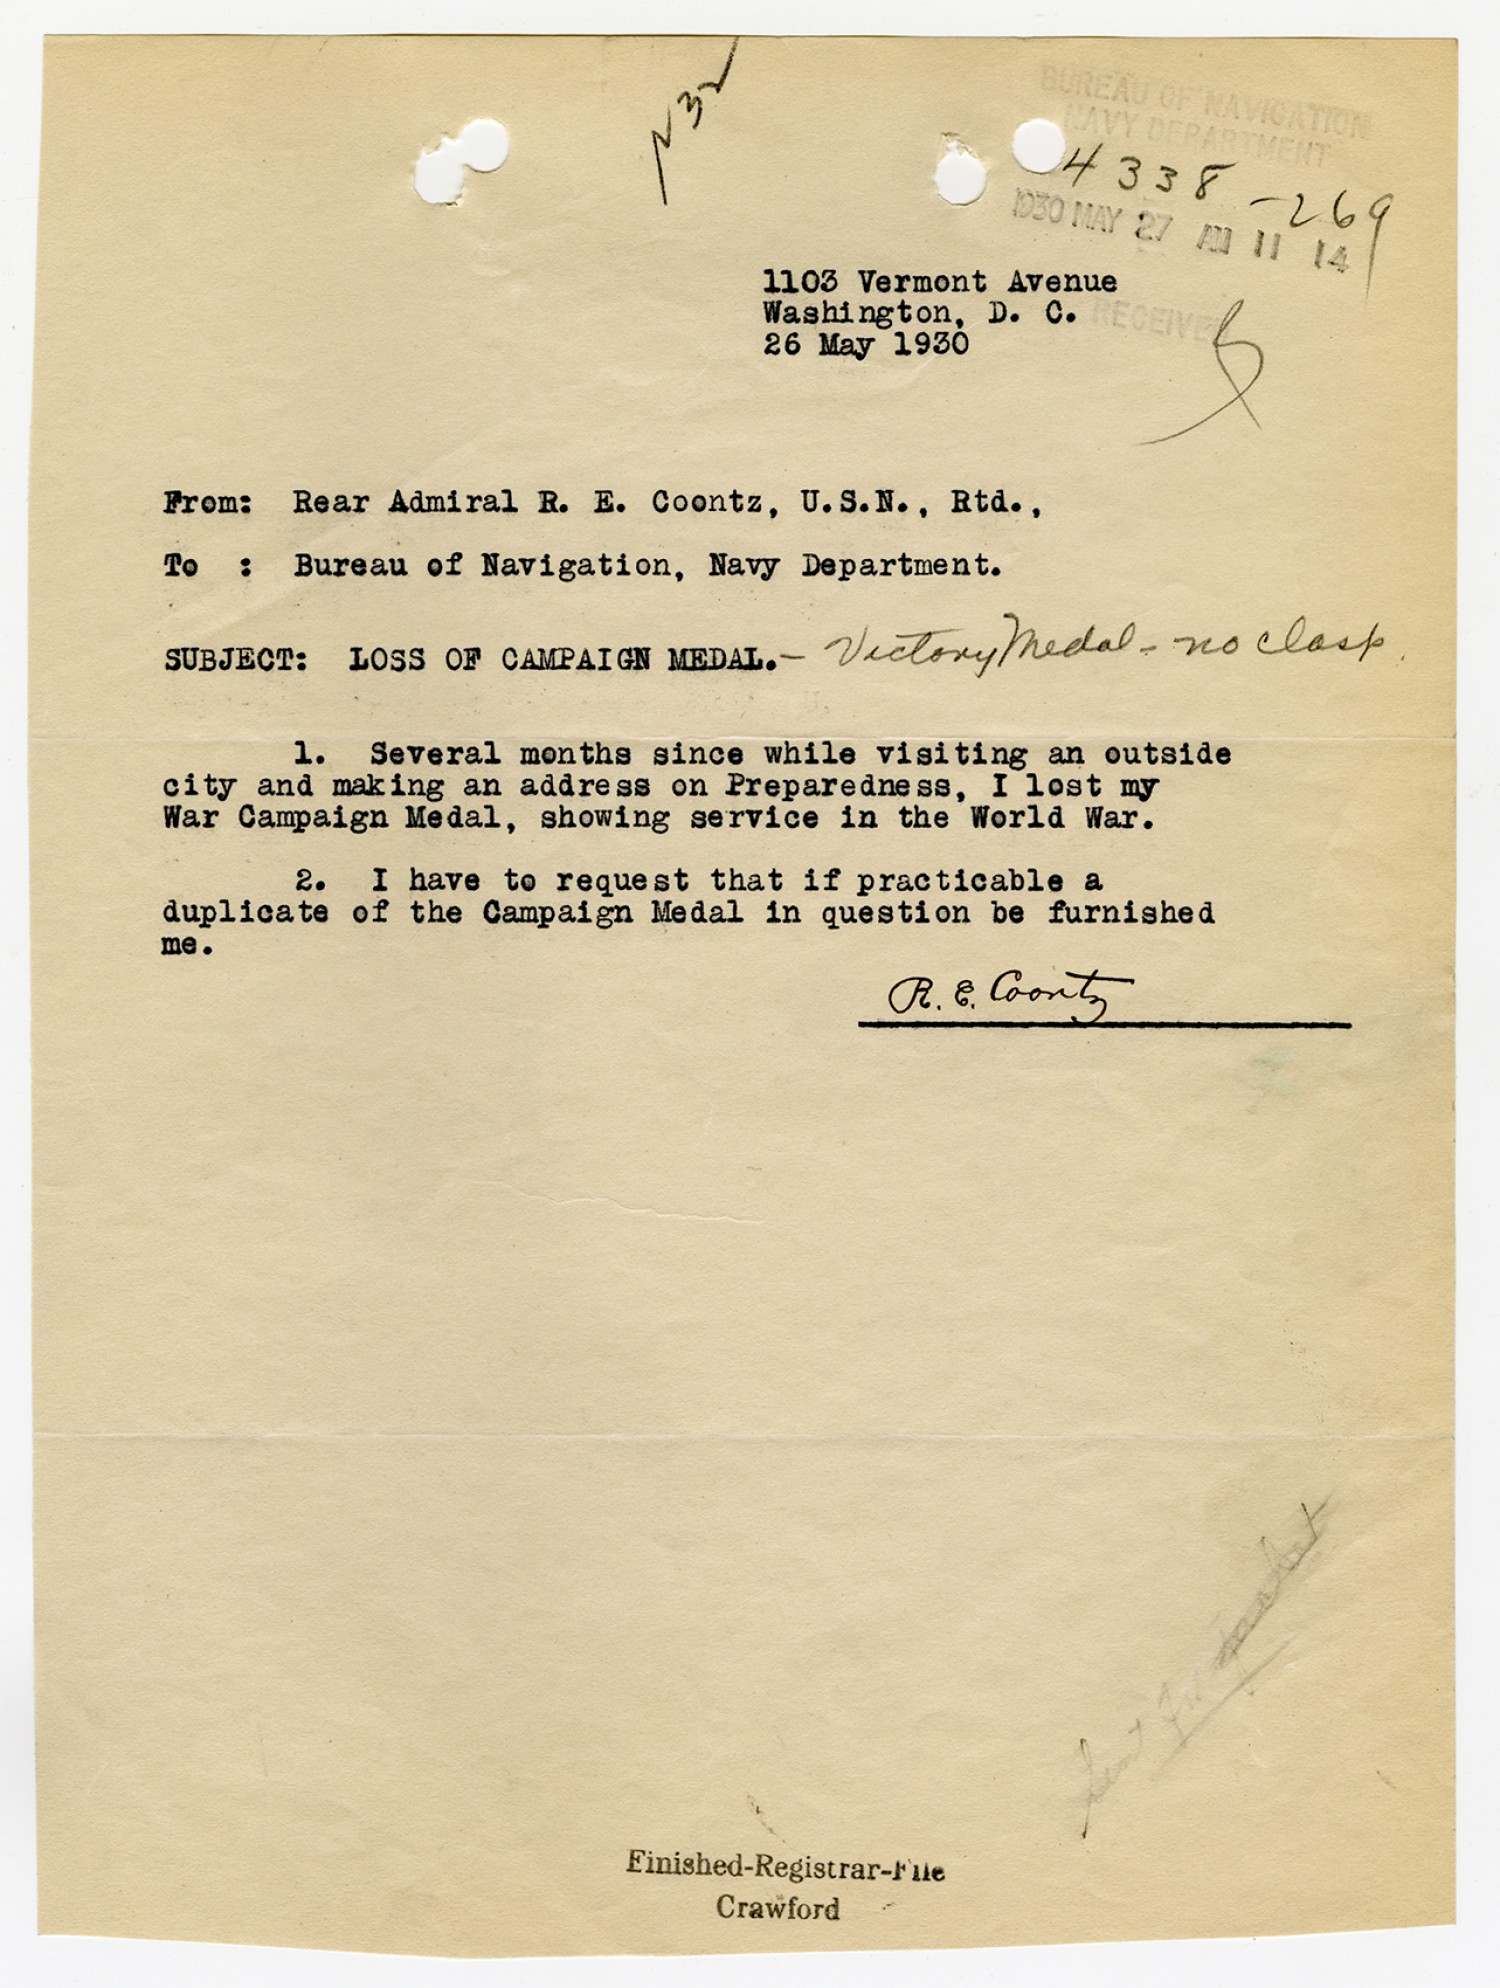 BUREAU OF NAVIGATION
NAVY DEPARTMENT
4338-269
1930 MAY 27 AM 11 14
RECEIVED
1103 Vermont Avenue
Washington, D. C.
26 May 1930
From: Rear Admiral R. E. Coontz, U.S.N., Rtd.,
To : Bureau of Navigation, Navy Department.
SUBJECT: LOSS OF CAMPAIGN MEDAL. - Victory Medal - no clasp.
1. Several months since while visiting an outside
city and making an address on Preparedness, I lost my
War Campaign Medal, showing service in the World War.
2. I have to request that if practicable a
duplicate of the Campaign Medal in question be furnished
me.
R. E. Coontz
Finished-Registrar-File
Crawford